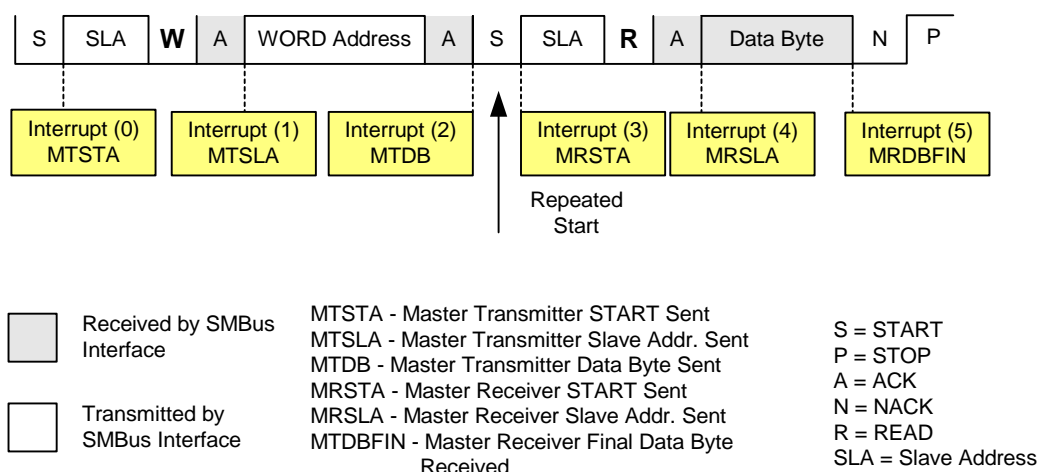 S SLA W A WORD Address A S SLA R A Data Byte N P
Interrupt (0)
MTSTA
Interrupt (1)
MTSLA
Interrupt (2)
MTDB
Interrupt (3)
MRSTA
Interrupt (4)
MRSLA
Interrupt (5)
MRDBFIN
Repeated
Start
Received by SMBus
Interface
Transmitted by
SMBus Interface
MTSTA - Master Transmitter START Sent
MTSLA - Master Transmitter Slave Addr. Sent
MTDB - Master Transmitter Data Byte Sent
MRSTA - Master Receiver START Sent
MRSLA - Master Receiver Slave Addr. Sent
MTDBFIN - Master Receiver Final Data Byte
Received
S = START
P = STOP
A = ACK
N = NACK
R = READ
SLA = Slave Address